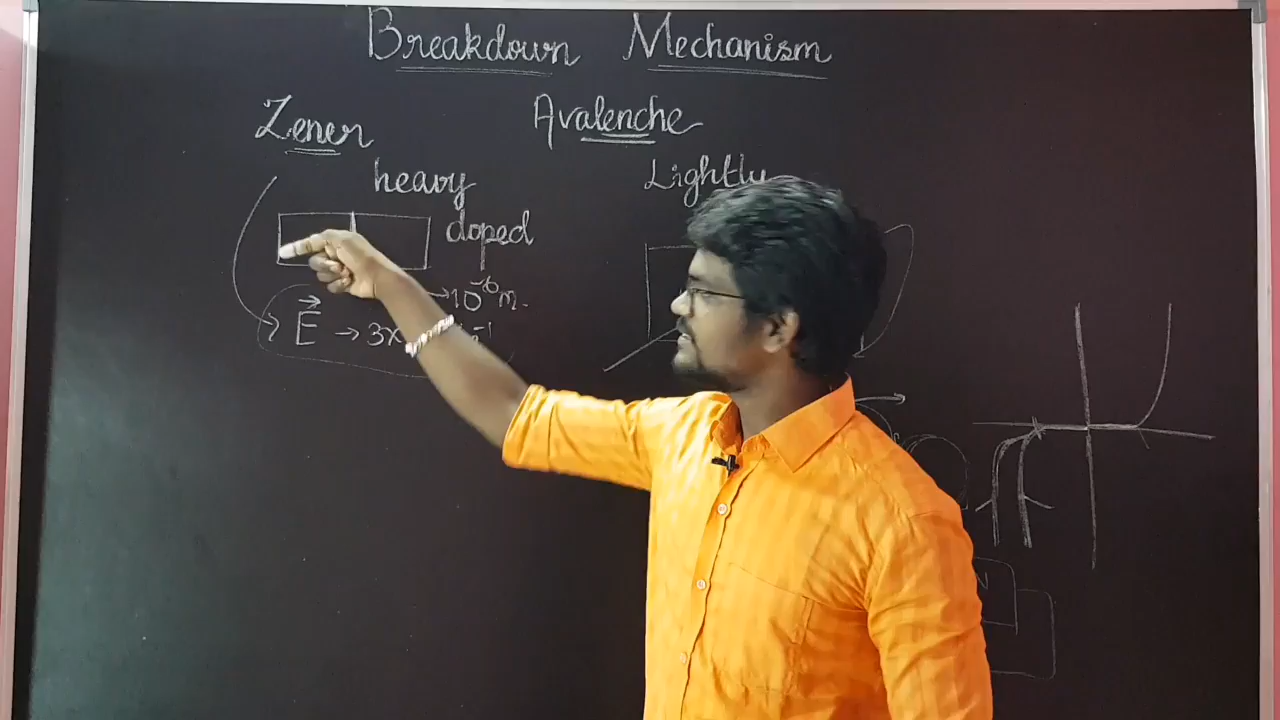 Breakdown Mechanism
Zener
Avalenche
heavy
doped
Lightly
→10⁻⁶m.
E⃗ → 3x
N